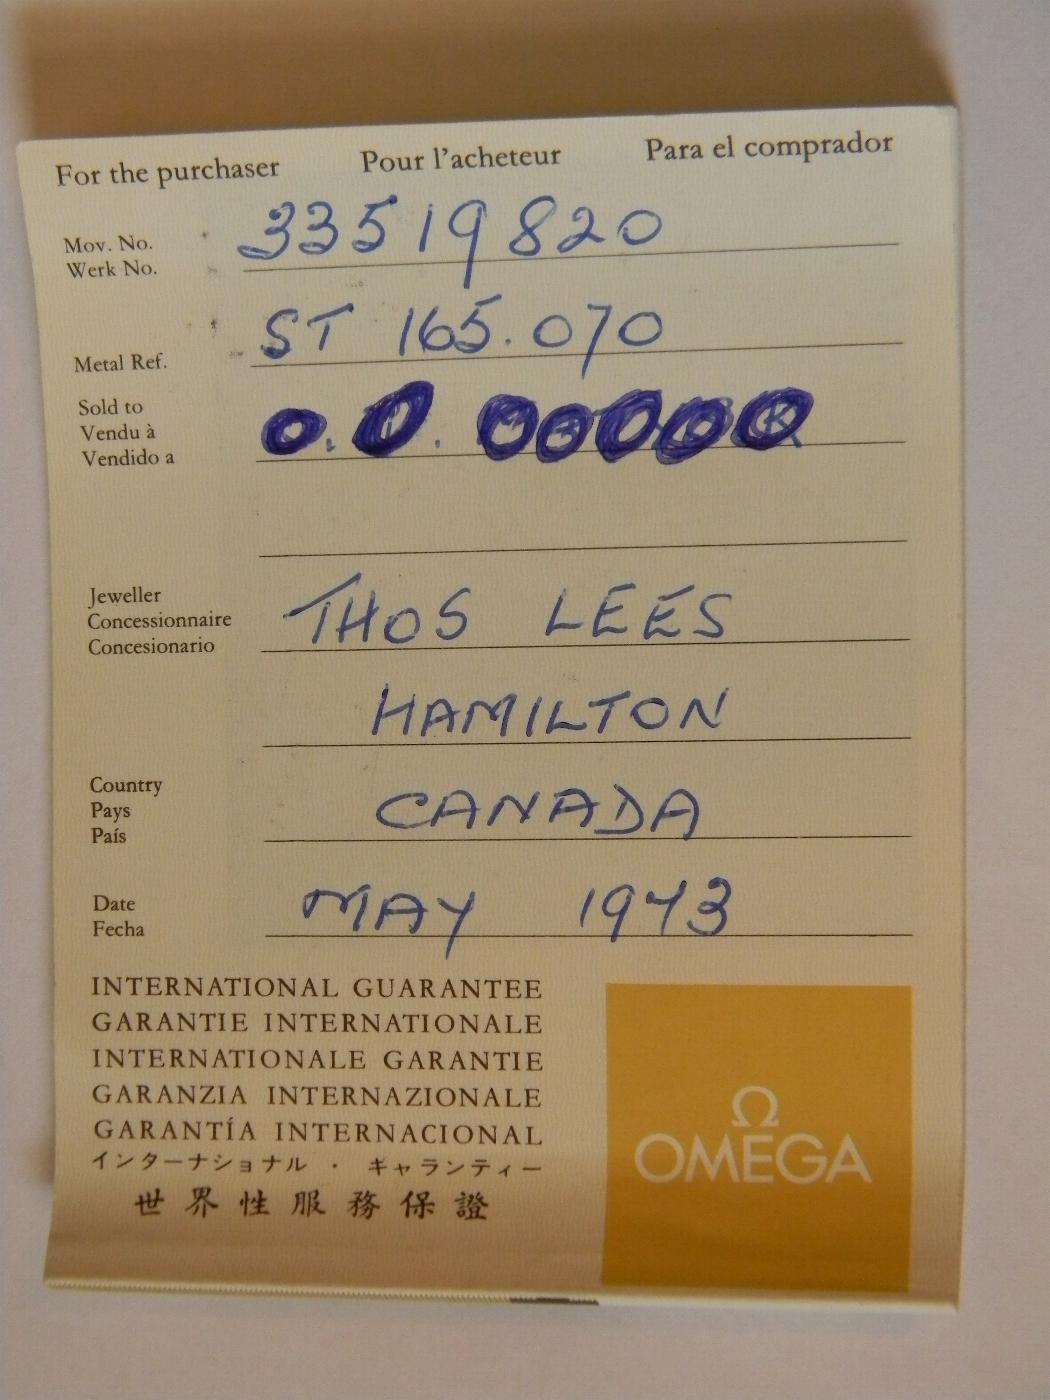 For the purchaser Pour l'acheteur Para el comprador
Mov. No. 33519820
Werk No.
ST 165.070
Metal Ref.
Sold to
Vendu à
Vendido a
Jeweller
Concessionnaire THOS LEES
Concesionario
HAMILTON
Country
Pays CANADA
País
Date MAY 1973
Fecha
INTERNATIONAL GUARANTEE
GARANTIE INTERNATIONALE
INTERNATIONALE GARANTIE
GARANZIA INTERNAZIONALE
GARANTÍA INTERNACIONAL
インターナショナル・ギャランティー
世界性服務保證
Ω
OMEGA